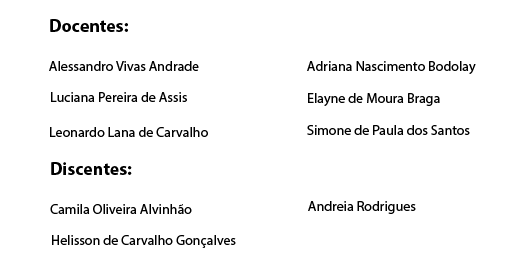 Docentes:
Alessandro Vivas Andrade
Adriana Nascimento Bodolay
Luciana Pereira de Assis
Elayne de Moura Braga
Leonardo Lana de Carvalho
Simone de Paula dos Santos
Discentes:
Camila Oliveira Alvinhão
Andreia Rodrigues
Helisson de Carvalho Gonçalves